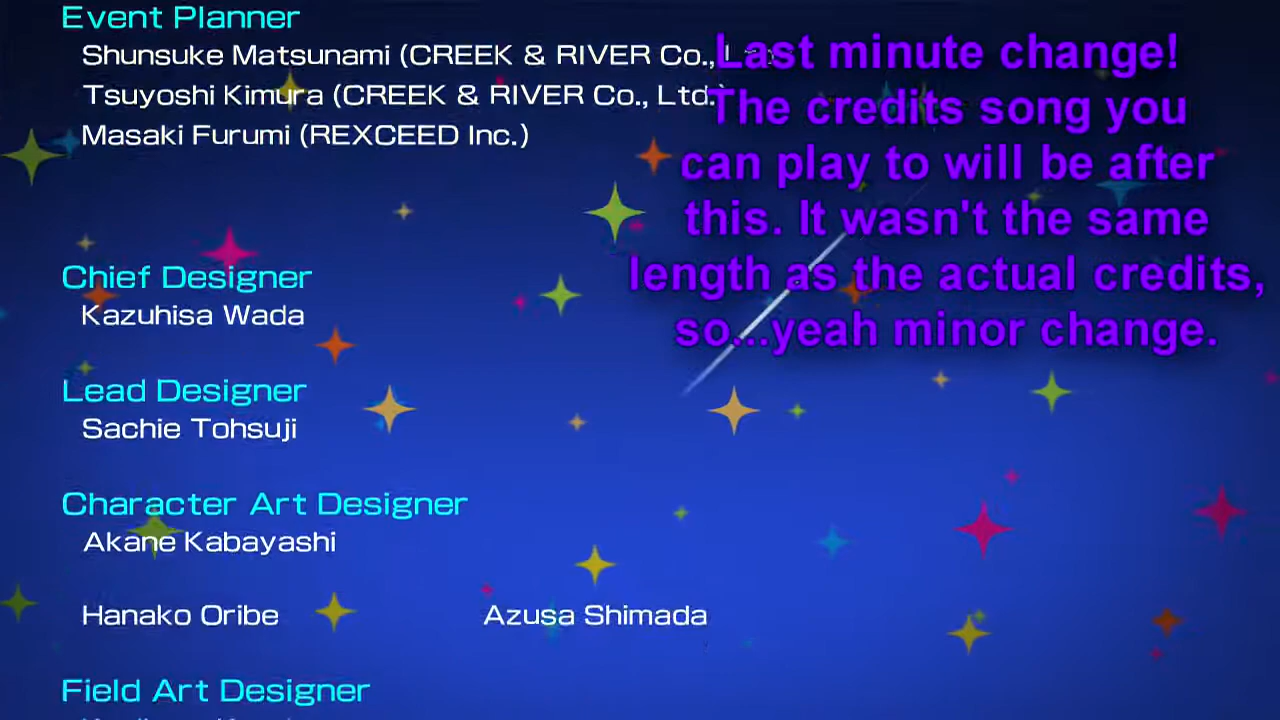 Event Planner
Shunsuke Matsunami (CREEK & RIVER Co.,
Tsuyoshi Kimura (CREEK & RIVER Co., Ltd.)
Masaki Furumi (REXCEED Inc.)
Chief Designer
Kazuhisa Wada
Lead Designer
Sachie Tohsuji
Character Art Designer
Akane Kabayashi
Hanako Oribe Azusa Shimada
Field Art Designer
Last minute change!
The credits song you
can play to will be after
this. It wasn't the same
length as the actual credits,
so...yeah minor change.